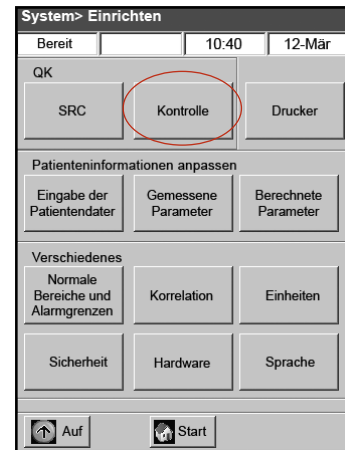 System> Einrichten
Bereit 10:40 12-Mär
QK
SRC Kontrolle Drucker
Patienteninformationen anpassen
Eingabe der Patientendater
Gemessene Parameter
Berechnete Parameter
Verschiedenes
Normale Bereiche und Alarmgrenzen
Korrelation
Einheiten
Sicherheit Hardware Sprache
Auf Start